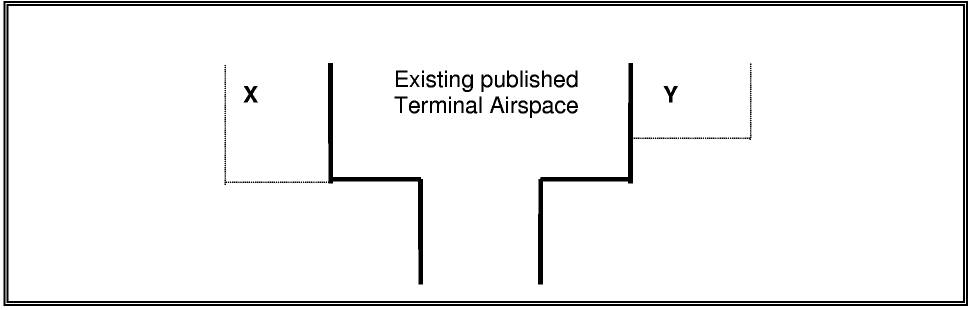 Existing published
X
Terminal Airspace
Y